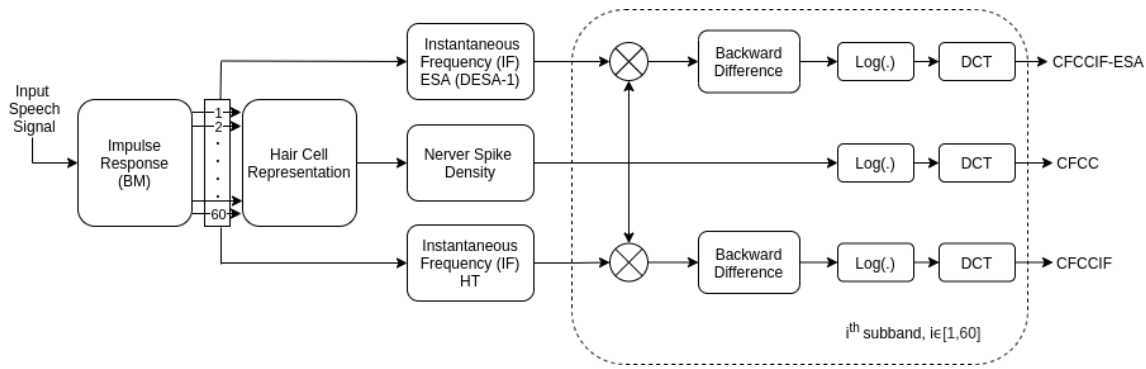 Input
Speech
Signal
Impulse
Response
(BM)
1
2
60
Hair Cell
Representation
Instantaneous
Frequency (IF)
ESA (DESA-1)
Backward
Difference
Log(.)
DCT
CFCCIF-ESA
Nerver Spike
Density
Log(.)
DCT
CFCC
Instantaneous
Frequency (IF)
HT
Backward
Difference
Log(.)
DCT
CFCCIF
i^th subband, iϵ[1,60]